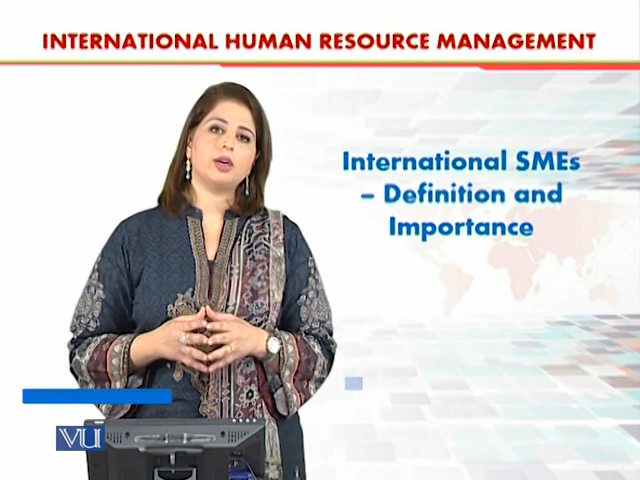 INTERNATIONAL HUMAN RESOURCE MANAGEMENT
International SMEs
– Definition and
Importance
VU